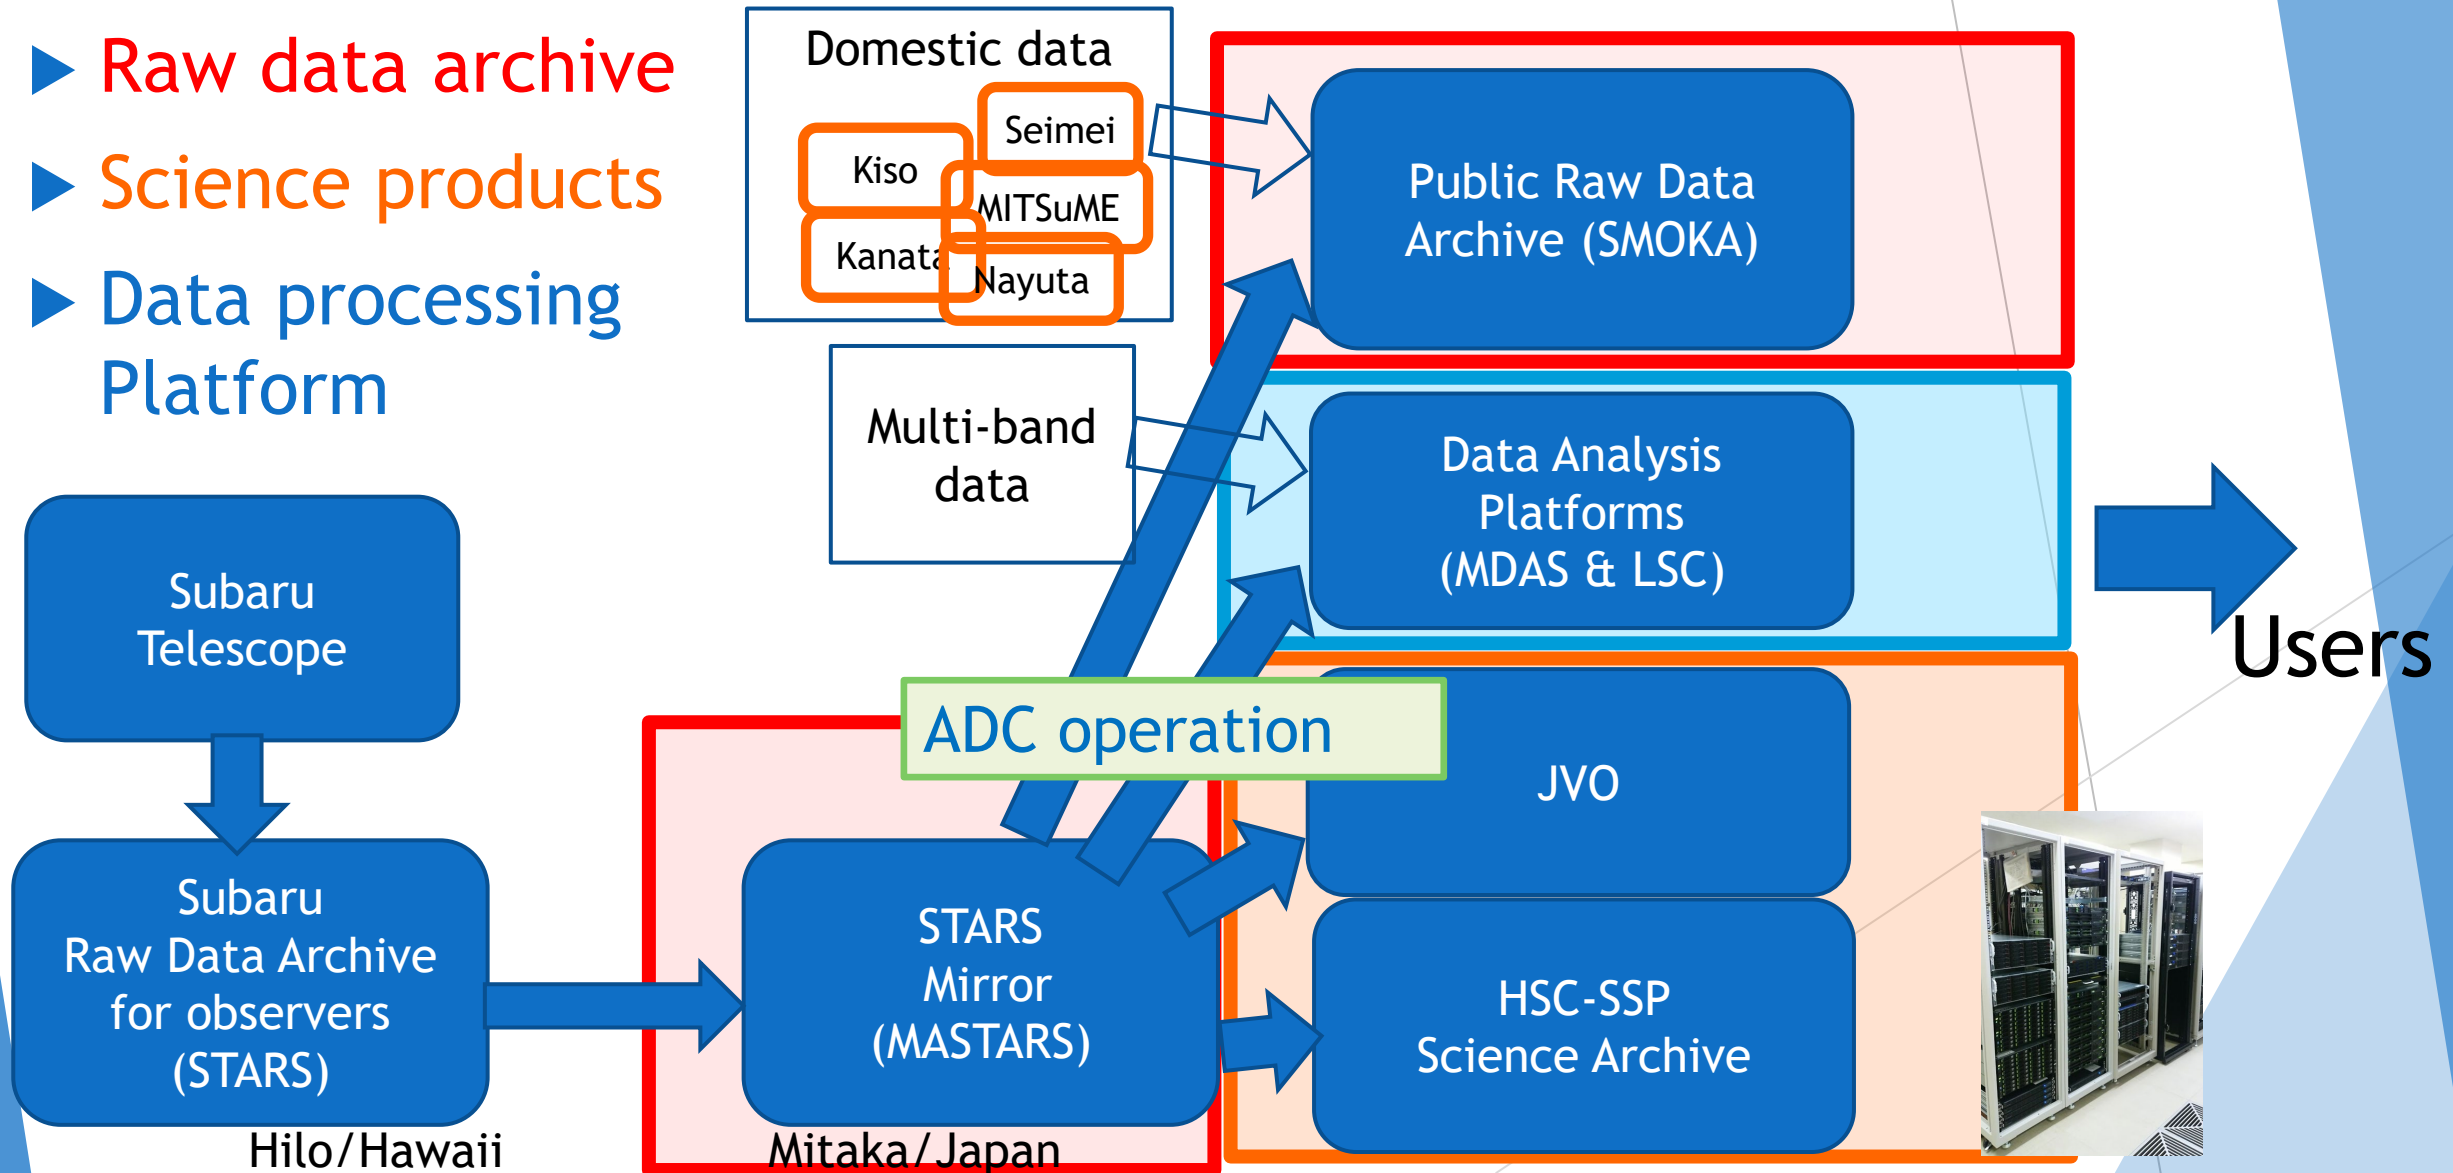 Raw data archive
Science products
Data processing
Platform
Domestic data
Seimei
Kiso
MITSuME
Kanata
Nayuta
Multi-band
data
Public Raw Data
Archive (SMOKA)
Data Analysis
Platforms
(MDAS & LSC)
Users
Subaru
Telescope
ADC operation
JVO
Subaru
Raw Data Archive
for observers
(STARS)
STARS
Mirror
(MASTARS)
HSC-SSP
Science Archive
Hilo/Hawaii
Mitaka/Japan